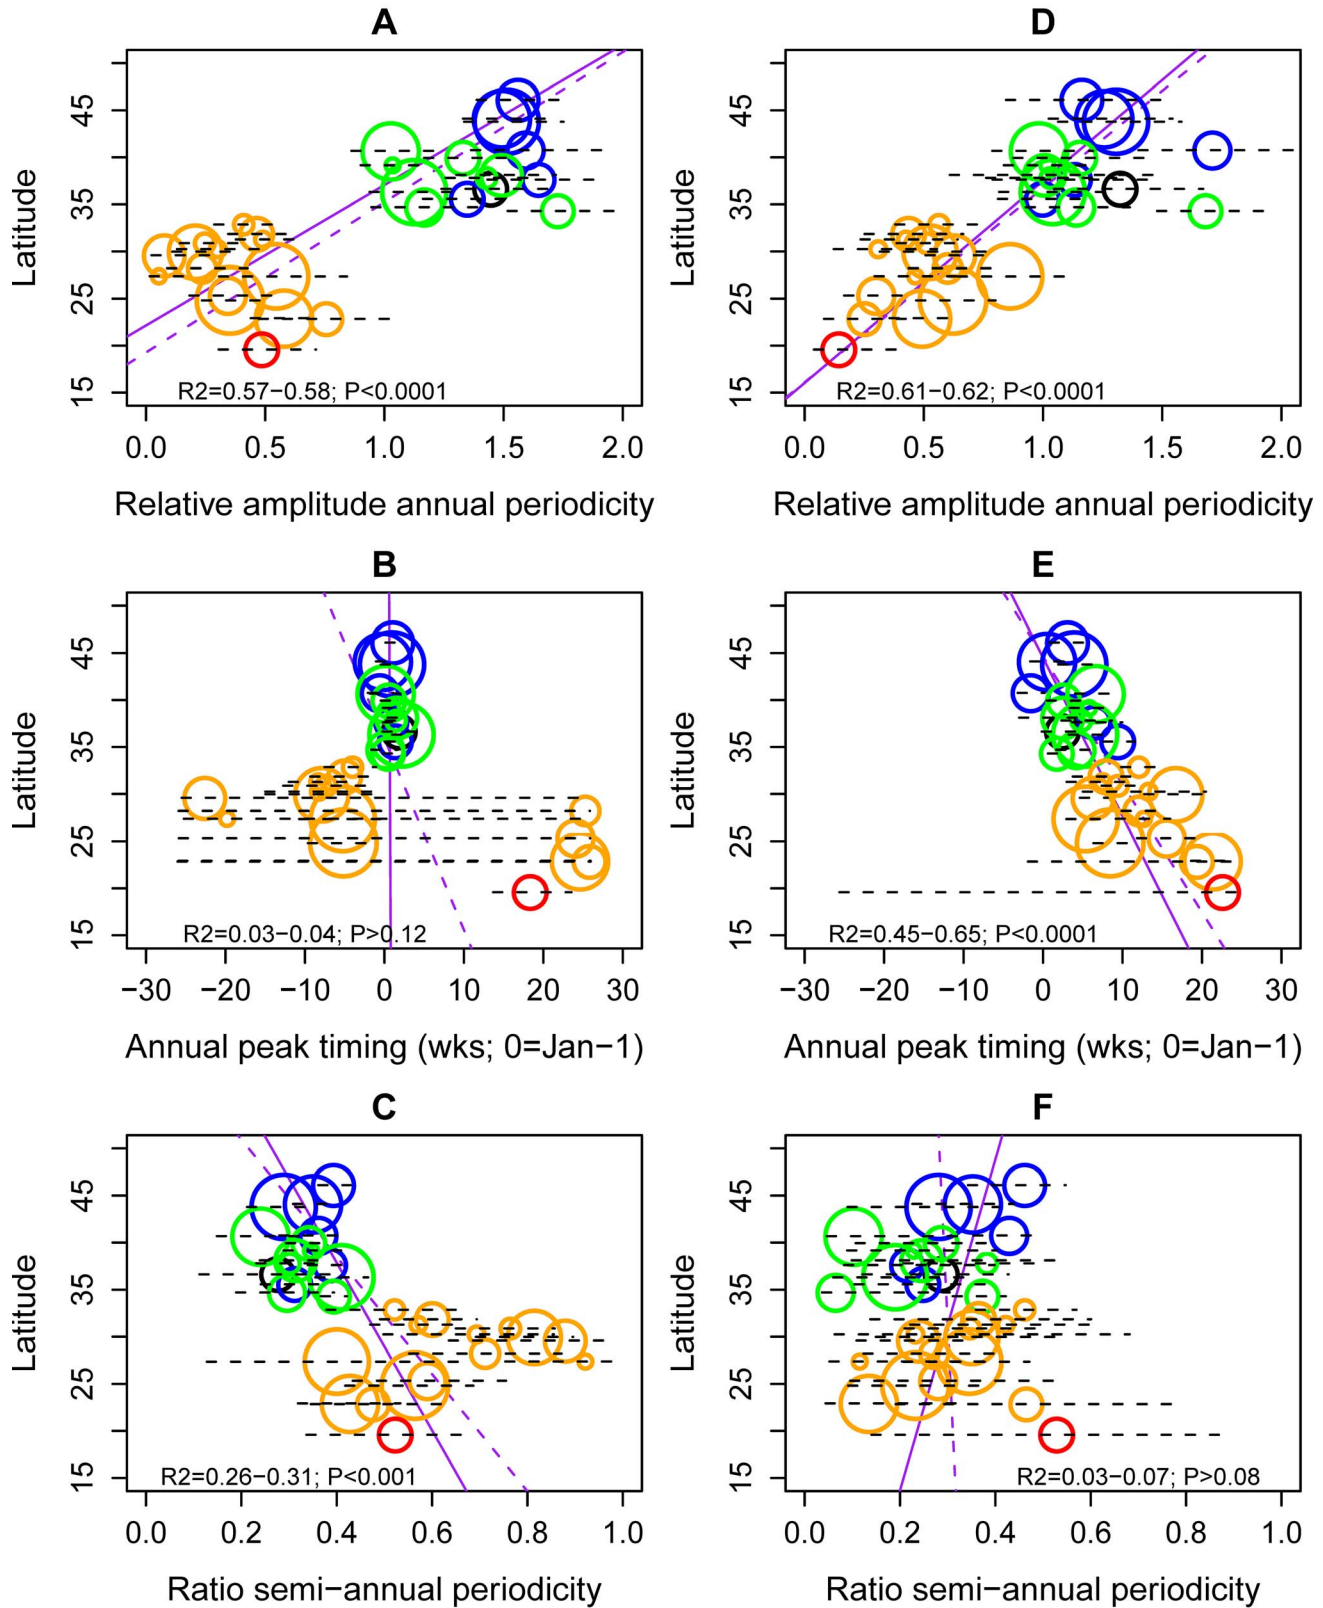 A
Latitude
45
35
25
15
R2=0.57−0.58; P<0.0001
0.0 0.5 1.0 1.5 2.0
Relative amplitude annual periodicity
D
Latitude
45
35
25
15
R2=0.61−0.62; P<0.0001
0.0 0.5 1.0 1.5 2.0
Relative amplitude annual periodicity
B
Latitude
45
35
25
15
R2=0.03−0.04; P>0.12
−30 −20 −10 0 10 20 30
Annual peak timing (wks; 0=Jan−1)
E
Latitude
45
35
25
15
R2=0.45−0.65; P<0.0001
−30 −20 −10 0 10 20 30
Annual peak timing (wks; 0=Jan−1)
C
Latitude
45
35
25
15
R2=0.26−0.31; P<0.001
0.0 0.2 0.4 0.6 0.8 1.0
Ratio semi−annual periodicity
F
Latitude
45
35
25
15
R2=0.03−0.07; P>0.08
0.0 0.2 0.4 0.6 0.8 1.0
Ratio semi−annual periodicity